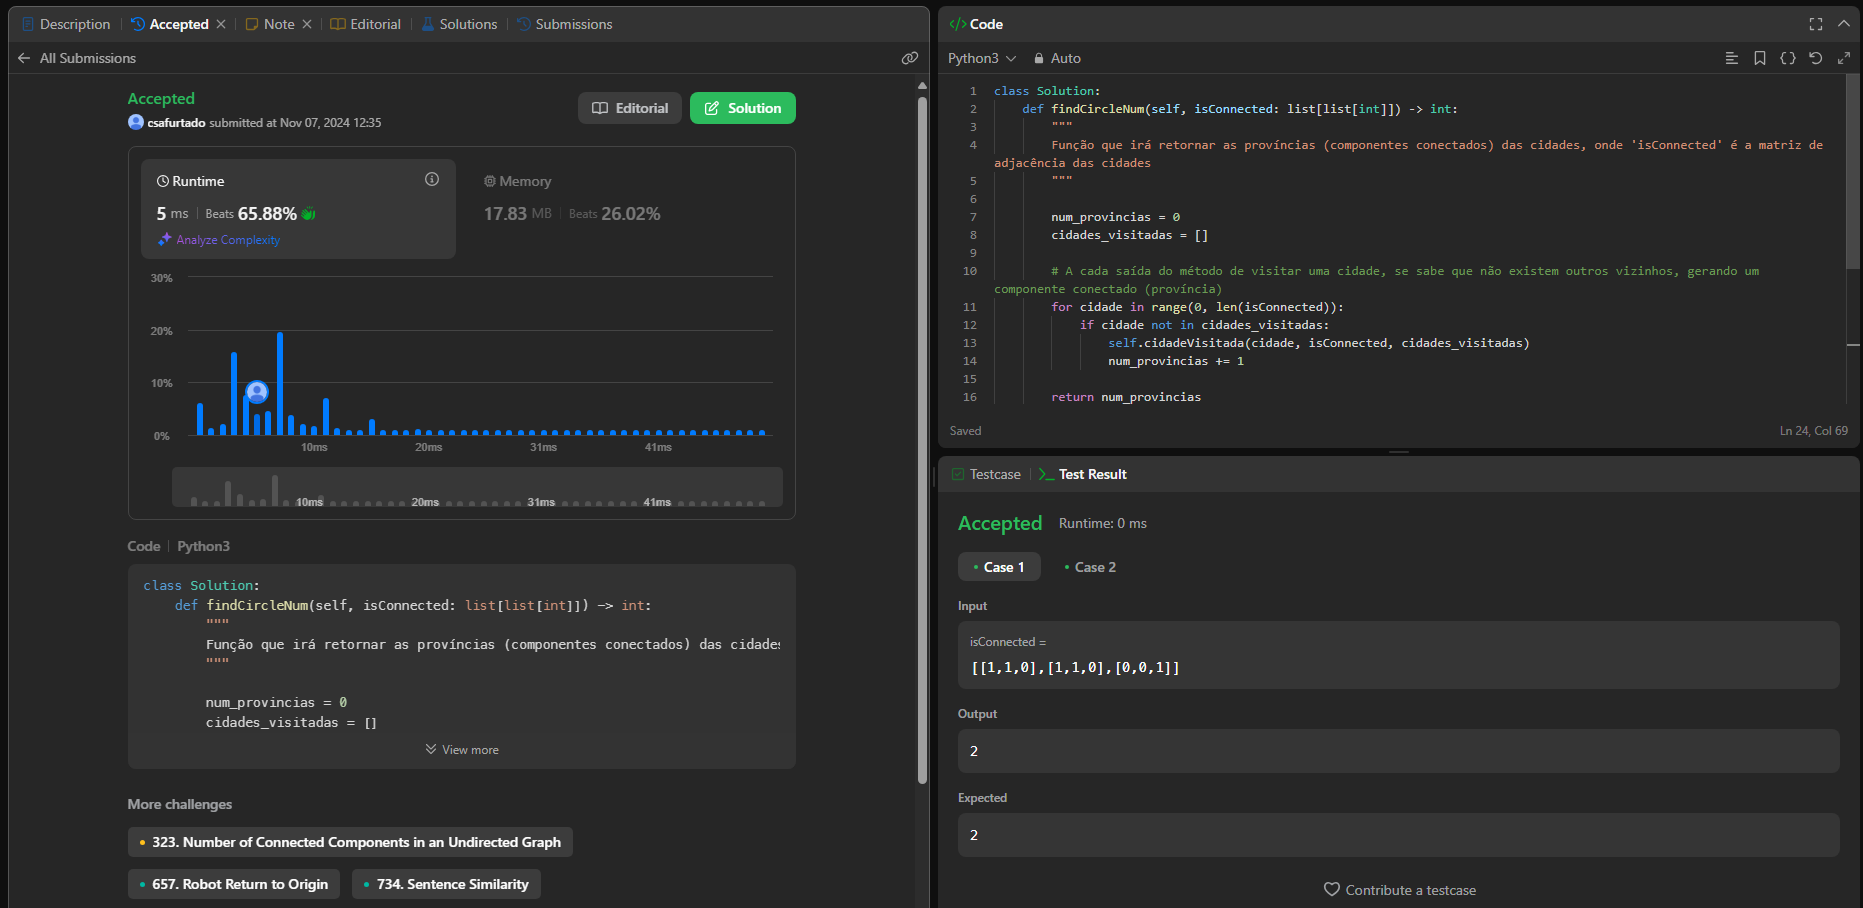 Description
Accepted
Note
Editorial
Solutions
Submissions
All Submissions
Accepted
csafurtado submitted at Nov 07, 2024 12:35
Editorial
Solution
Runtime
5 ms
Beats 65.88%
Analyze Complexity
Memory
17.83 MB
Beats 26.02%
30%
20%
10%
0%
10ms
20ms
31ms
41ms
10ms
20ms
31ms
41ms
Code
Python3
class Solution:
    def findCircleNum(self, isConnected: list[list[int]]) -> int:
        """
        Função que irá retornar as províncias (componentes conectados) das cidades
        """
        num_provincias = 0
        cidades_visitadas = []
View more
More challenges
323. Number of Connected Components in an Undirected Graph
657. Robot Return to Origin
734. Sentence Similarity
</> Code
Python3
Auto
1 class Solution:
2     def findCircleNum(self, isConnected: list[list[int]]) -> int:
3         """
4         Função que irá retornar as províncias (componentes conectados) das cidades, onde 'isConnected' é a matriz de
adjacência das cidades
5         """
6
7         num_provincias = 0
8         cidades_visitadas = []
9
10         # A cada saída do método de visitar uma cidade, se sabe que não existem outros vizinhos, gerando um
componente conectado (província)
11         for cidade in range(0, len(isConnected)):
12             if cidade not in cidades_visitadas:
13                 self.cidadeVisitada(cidade, isConnected, cidades_visitadas)
14                 num_provincias += 1
15
16         return num_provincias
Saved
Ln 24, Col 69
Testcase
>_ Test Result
Accepted
Runtime: 0 ms
Case 1
Case 2
Input
isConnected =
[[1,1,0],[1,1,0],[0,0,1]]
Output
2
Expected
2
Contribute a testcase